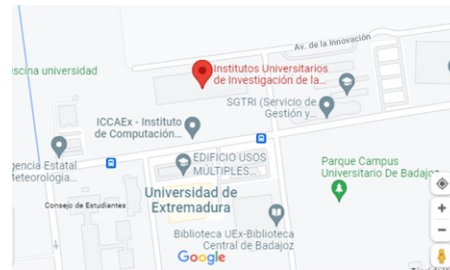 Av. de la Innovación
iscina universidad
Institutos Universitarios
de Investigación de la...
SGTRI (Servicio de
Gestión y...
ICCAEx - Instituto
de Computación...
gencia Estatal
Meteorología...
EDIFICIO USOS
MÚLTIPLES...
Parque Campus
Universitario De Badajoz
Universidad de
Extremadura
Consejo de Estudiantes
Biblioteca UEx-Biblioteca
Central de Badajoz
Google